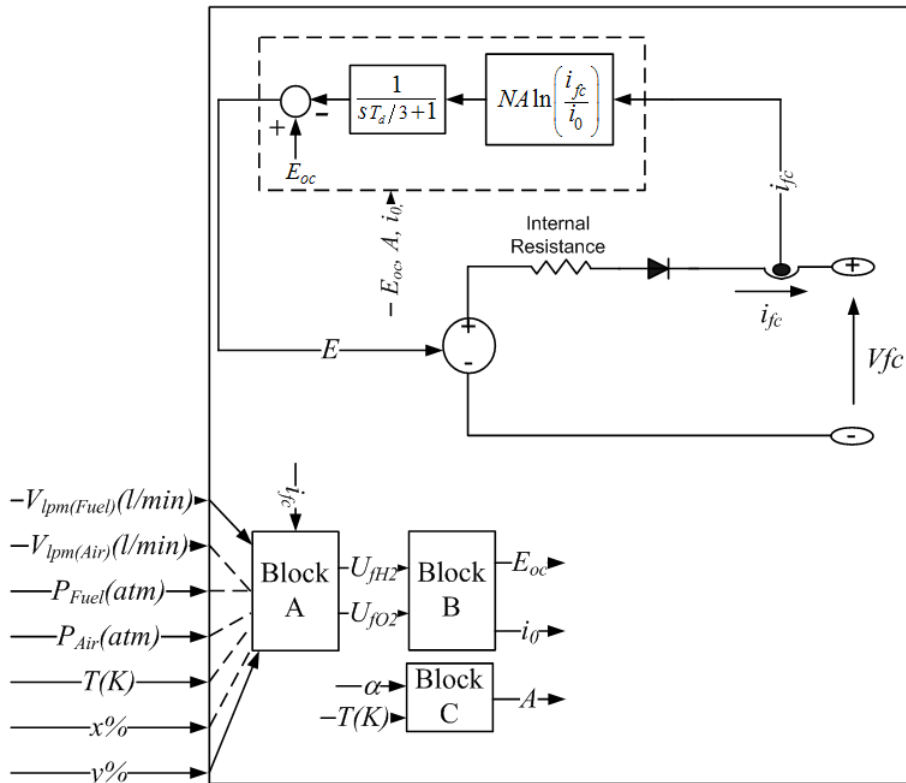 1
sT_d/3+1
NA ln(i_fc/i_0)
+
−
E_oc
− E_oc, A, i_0,
i_fc
Internal
Resistance
+
i_fc
E
+
-
Vfc
-
−V_lpm(Fuel)(l/min)
−V_lpm(Air)(l/min)
P_Fuel(atm)
P_Air(atm)
T(K)
x%
y%
i_fc
Block
A
U_fH2
U_fO2
Block
B
E_oc
i_0
α
−T(K)
Block
C
A